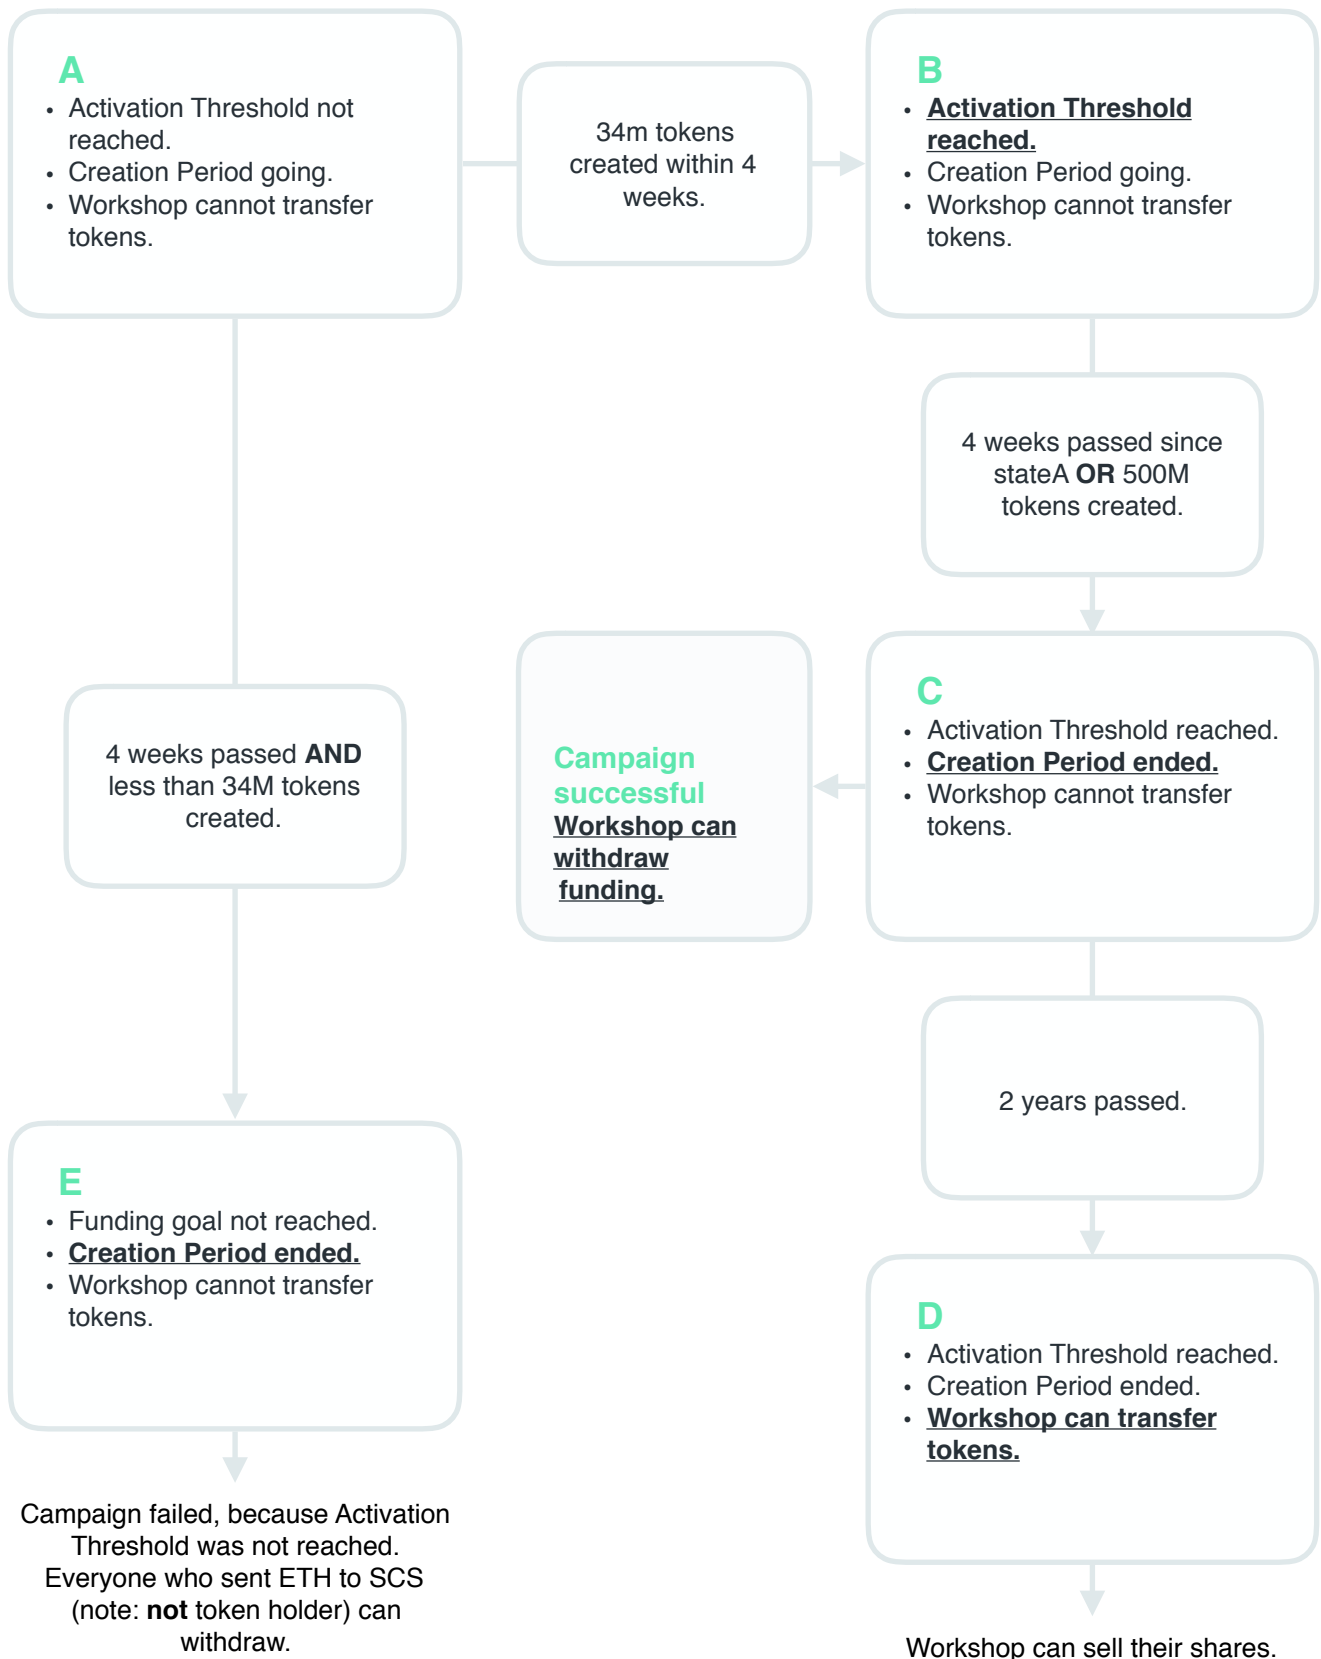 A
• Activation Threshold not
reached.
• Creation Period going.
• Workshop cannot transfer
tokens.
34m tokens
created within 4
weeks.
B
• Activation Threshold
reached.
• Creation Period going.
• Workshop cannot transfer
tokens.
4 weeks passed since
stateA OR 500M
tokens created.
C
• Activation Threshold reached.
• Creation Period ended.
• Workshop cannot transfer
tokens.
Campaign
successful
Workshop can
withdraw
funding.
4 weeks passed AND
less than 34M tokens
created.
2 years passed.
E
• Funding goal not reached.
• Creation Period ended.
• Workshop cannot transfer
tokens.
D
• Activation Threshold reached.
• Creation Period ended.
• Workshop can transfer
tokens.
Campaign failed, because Activation
Threshold was not reached.
Everyone who sent ETH to SCS
(note: not token holder) can
withdraw.
Workshop can sell their shares.